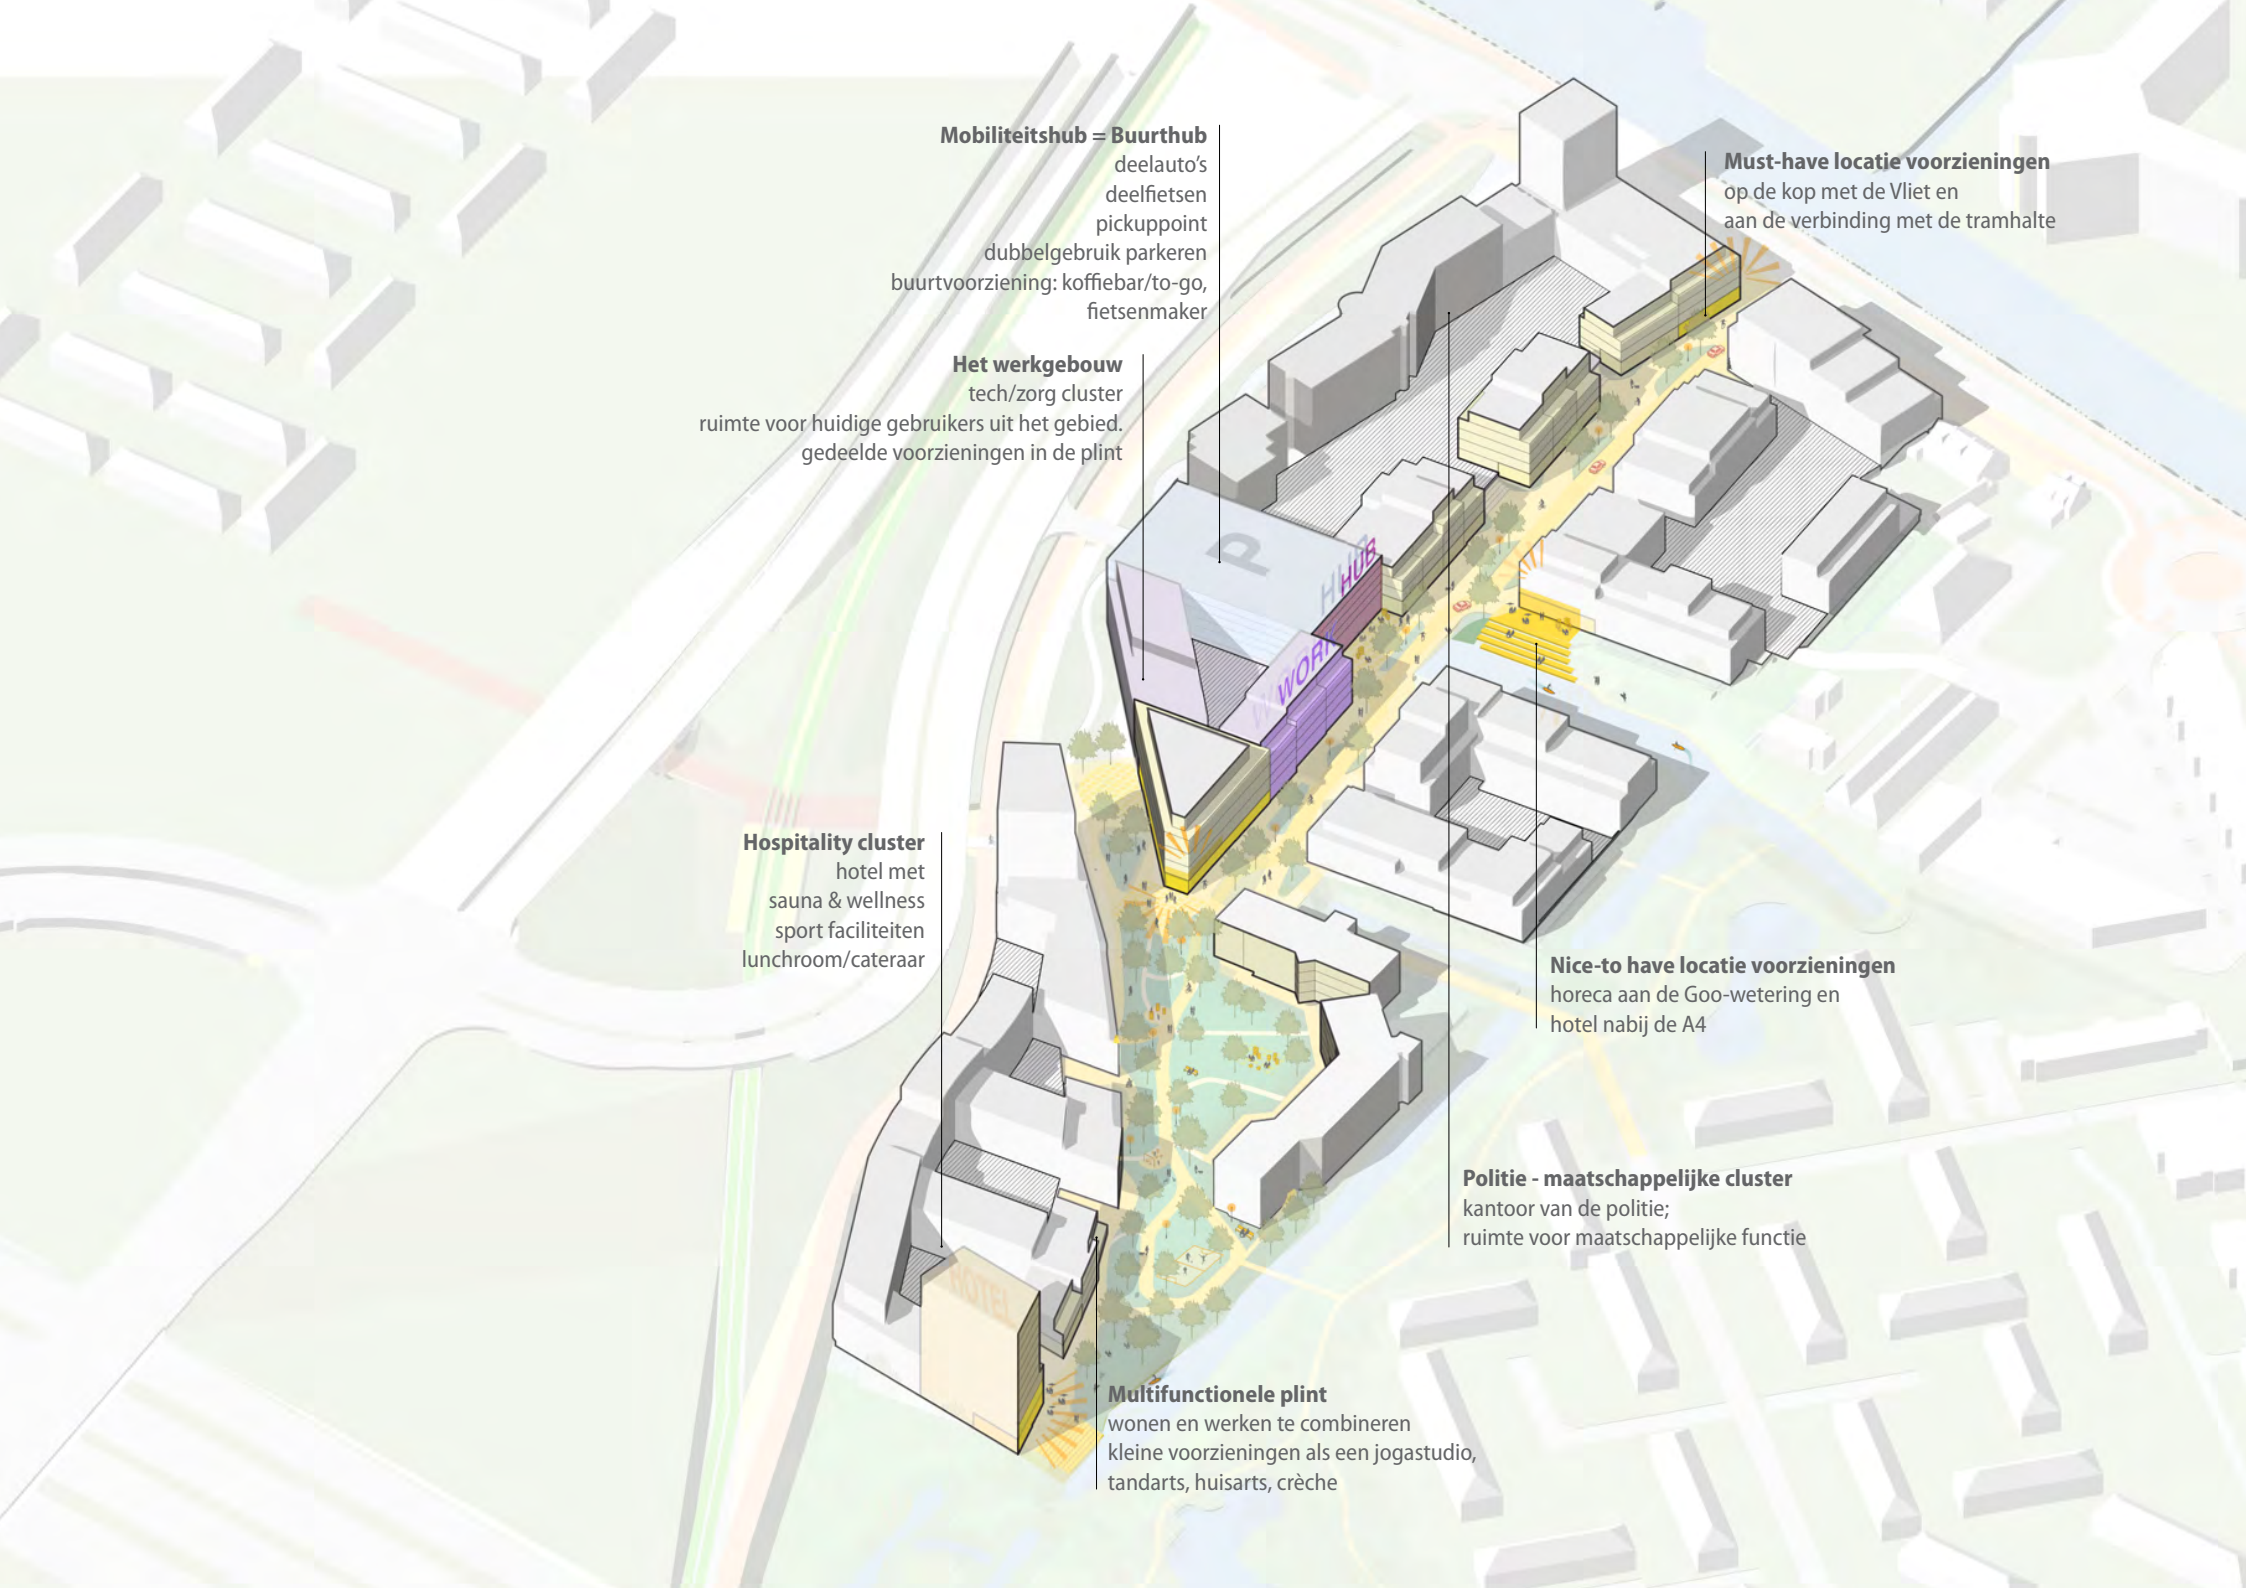 Mobiliteitshub = Buurthub
deelauto's
deelfietsen
pickuppoint
dubbelgebruik parkeren
buurtvoorziening: koffiebar/to-go,
fietsenmaker
Must-have locatie voorzieningen
op de kop met de Vliet en
aan de verbinding met de tramhalte
Het werkgebouw
tech/zorg cluster
ruimte voor huidige gebruikers uit het gebied.
gedeelde voorzieningen in de plint
P
HUB
WORK
Hospitality cluster
hotel met
sauna & wellness
sport faciliteiten
lunchroom/cateraar
Nice-to have locatie voorzieningen
horeca aan de Goo-wetering en
hotel nabij de A4
Politie - maatschappelijke cluster
kantoor van de politie;
ruimte voor maatschappelijke functie
HOTEL
Multifunctionele plint
wonen en werken te combineren
kleine voorzieningen als een jogastudio,
tandarts, huisarts, crèche